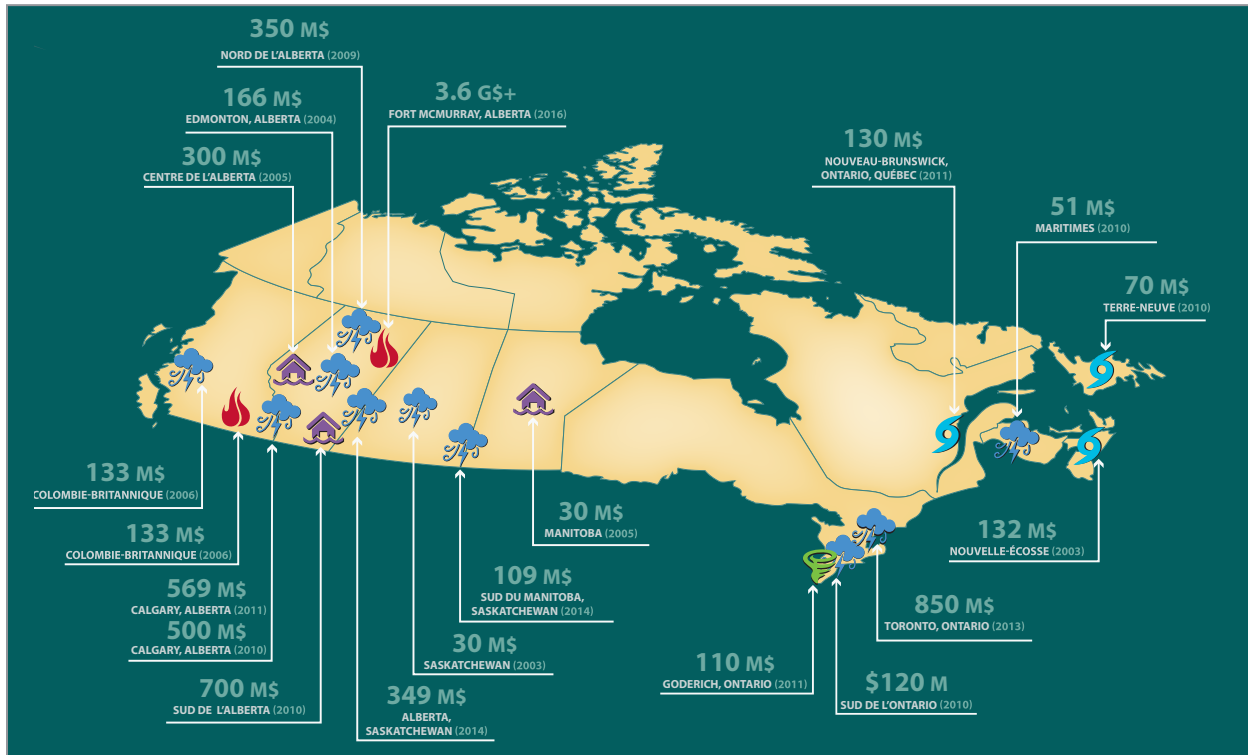 350 M$
NORD DE L'ALBERTA (2009)
166 M$
EDMONTON, ALBERTA (2004)
3.6 G$+
FORT MCMURRAY, ALBERTA (2016)
300 M$
CENTRE DE L'ALBERTA (2005)
130 M$
NOUVEAU-BRUNSWICK,
ONTARIO, QUÉBEC (2011)
51 M$
MARITIMES (2010)
70 M$
TERRE-NEUVE (2010)
133 M$
COLOMBIE-BRITANNIQUE (2006)
133 M$
COLOMBIE-BRITANNIQUE (2006)
569 M$
CALGARY, ALBERTA (2011)
500 M$
CALGARY, ALBERTA (2010)
700 M$
SUD DE L'ALBERTA (2010)
349 M$
ALBERTA,
SASKATCHEWAN (2014)
30 M$
SASKATCHEWAN (2003)
109 M$
SUD DU MANITOBA,
SASKATCHEWAN (2014)
30 M$
MANITOBA (2005)
110 M$
GODERICH, ONTARIO (2011)
$120 M
SUD DE L'ONTARIO (2010)
850 M$
TORONTO, ONTARIO (2013)
132 M$
NOUVELLE-ÉCOSSE (2003)